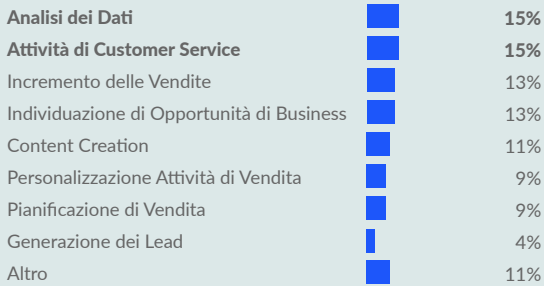 Analisi dei Dati 15%
Attività di Customer Service 15%
Incremento delle Vendite 13%
Individuazione di Opportunità di Business 13%
Content Creation 11%
Personalizzazione Attività di Vendita 9%
Pianificazione di Vendita 9%
Generazione dei Lead 4%
Altro 11%